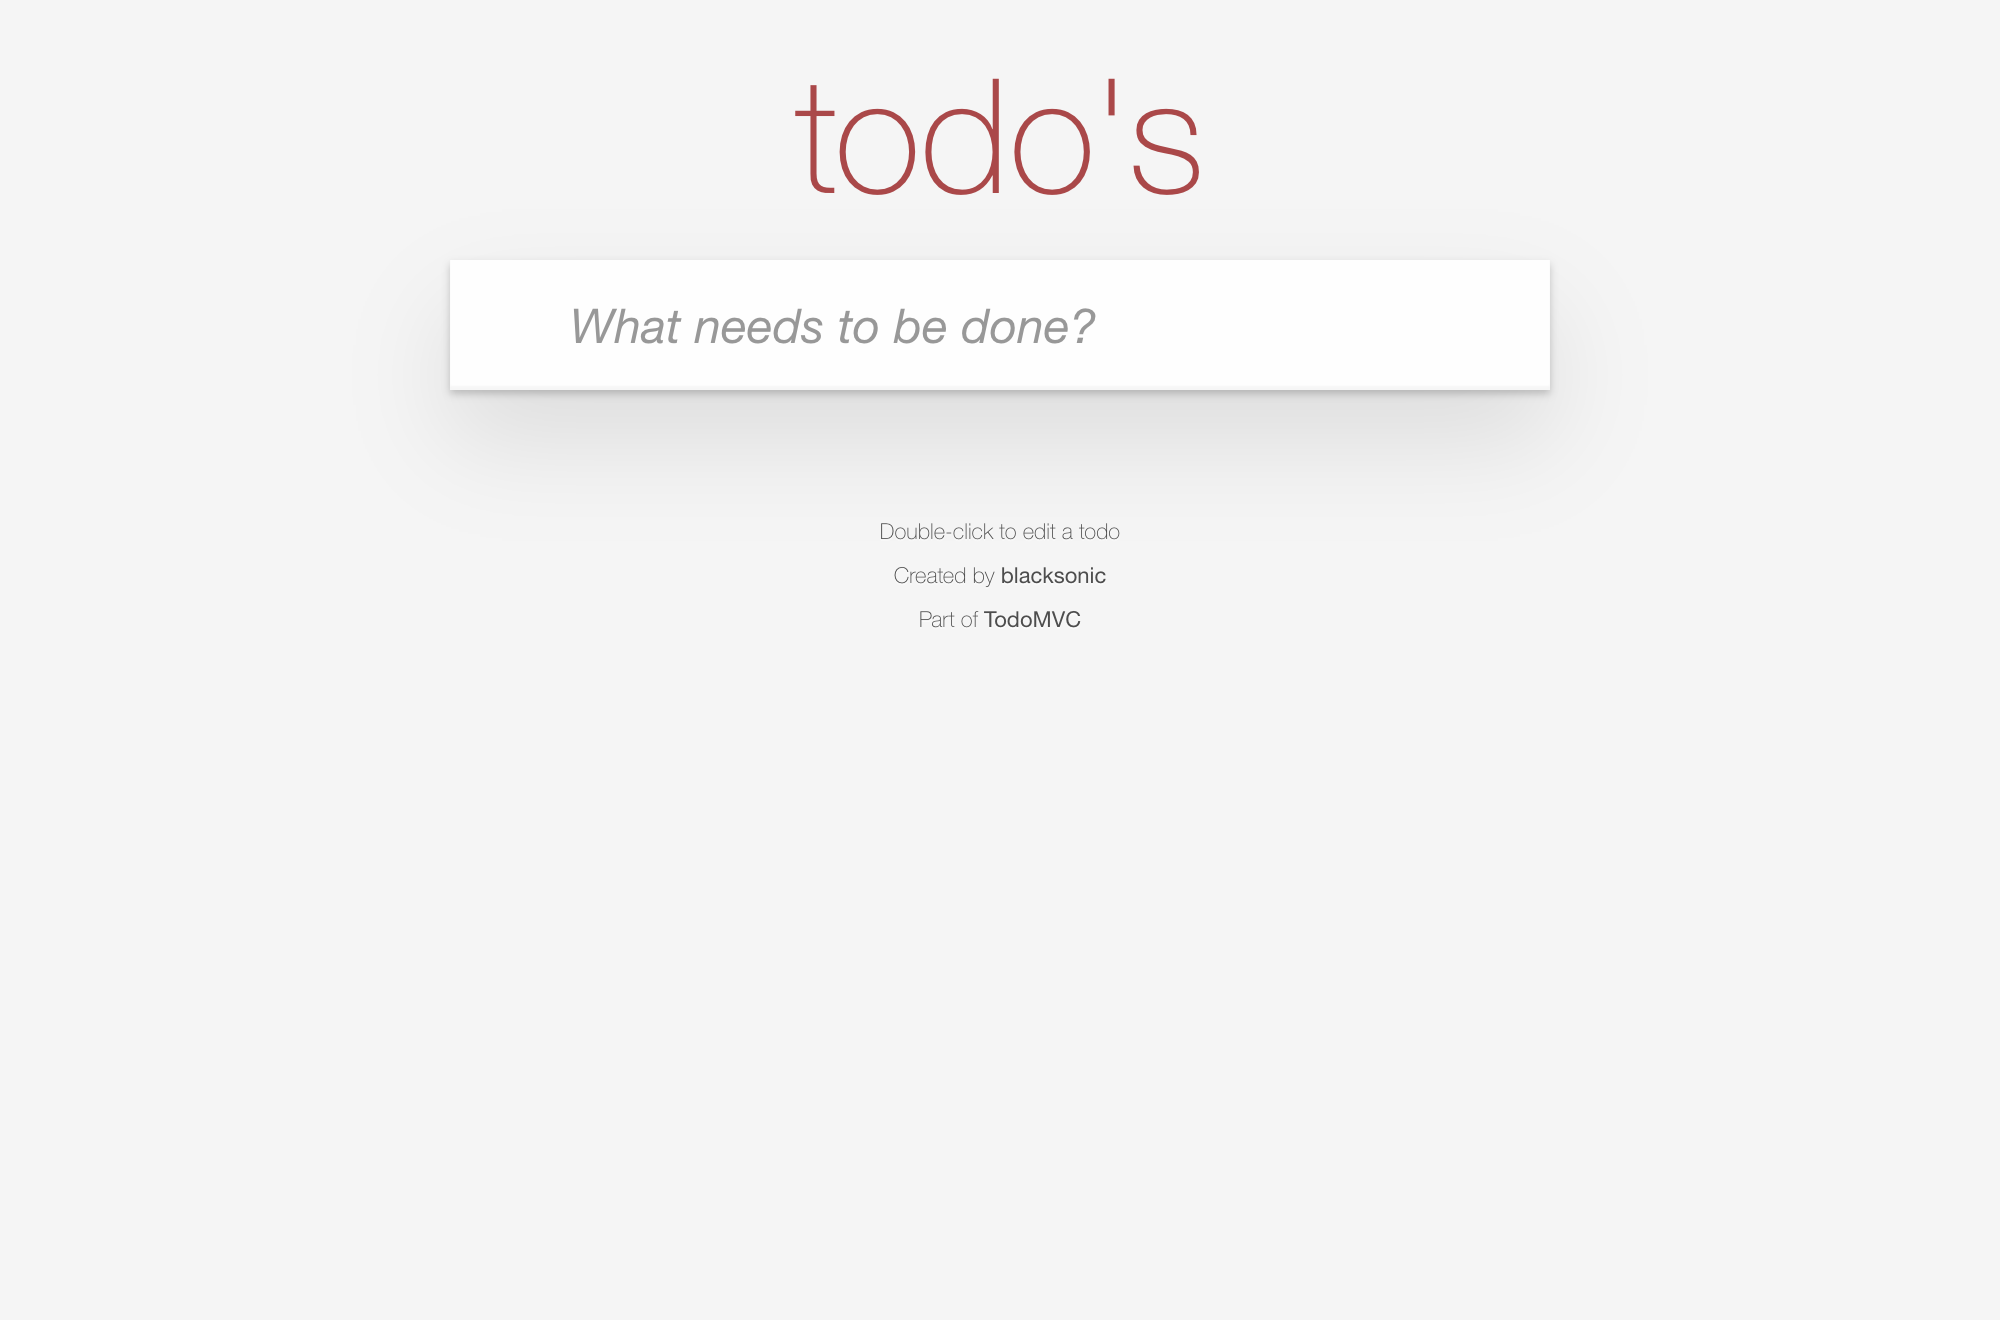 todo's
What needs to be done?
Double-click to edit a todo
Created by blacksonic
Part of TodoMVC